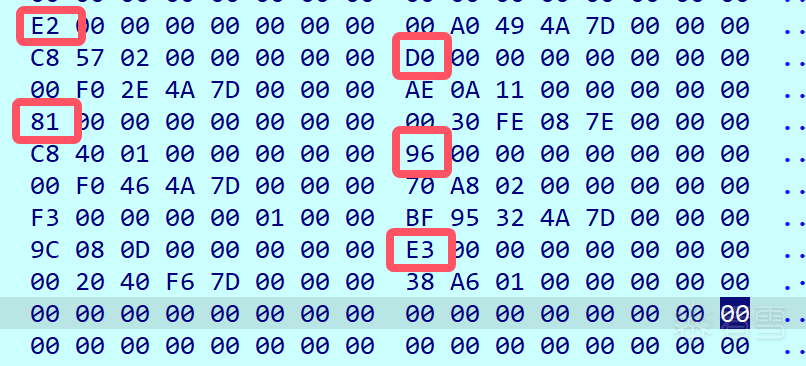 E2 00 00 00 00 00 00 00 00 A0 49 4A 7D 00 00 00 ..
C8 57 02 00 00 00 00 00 D0 00 00 00 00 00 00 00 ..
00 F0 2E 4A 7D 00 00 00 AE 0A 11 00 00 00 00 00 ..
81 00 00 00 00 00 00 00 00 30 FE 08 7E 00 00 00 ..
C8 40 01 00 00 00 00 00 96 00 00 00 00 00 00 00 ..
00 F0 46 4A 7D 00 00 00 70 A8 02 00 00 00 00 00 ..
F3 00 00 00 00 01 00 00 BF 95 32 4A 7D 00 00 00 ..
9C 08 0D 00 00 00 00 00 E3 00 00 00 00 00 00 00 ..
00 20 40 F6 7D 00 00 00 38 A6 01 00 00 00 00 00 ..
00 00 00 00 00 00 00 00 00 00 00 00 00 00 00 00 ..
00 00 00 00 00 00 00 00 00 00 00 00 00 00 00 00 ..